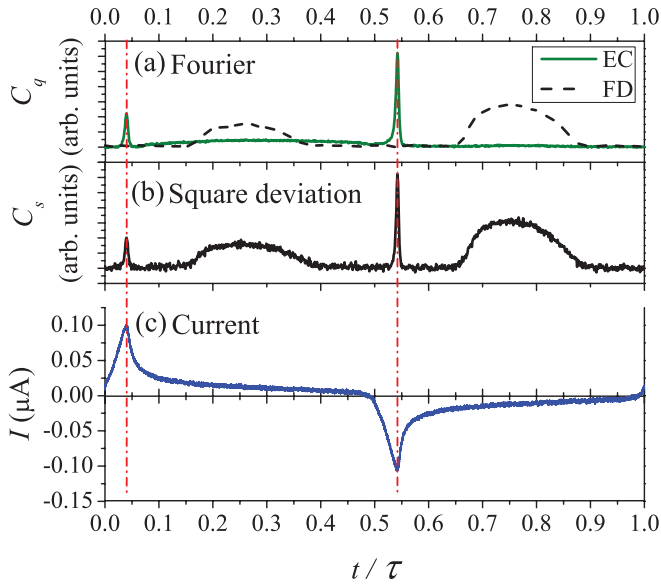 0.0 0.1 0.2 0.3 0.4 0.5 0.6 0.7 0.8 0.9 1.0
C_q (arb. units)
(a) Fourier
EC
FD
C_s (arb. units)
(b) Square deviation
(c) Current
I (μA)
0.10
0.05
0.00
-0.05
-0.10
-0.15
0.0 0.1 0.2 0.3 0.4 0.5 0.6 0.7 0.8 0.9 1.0
t / τ